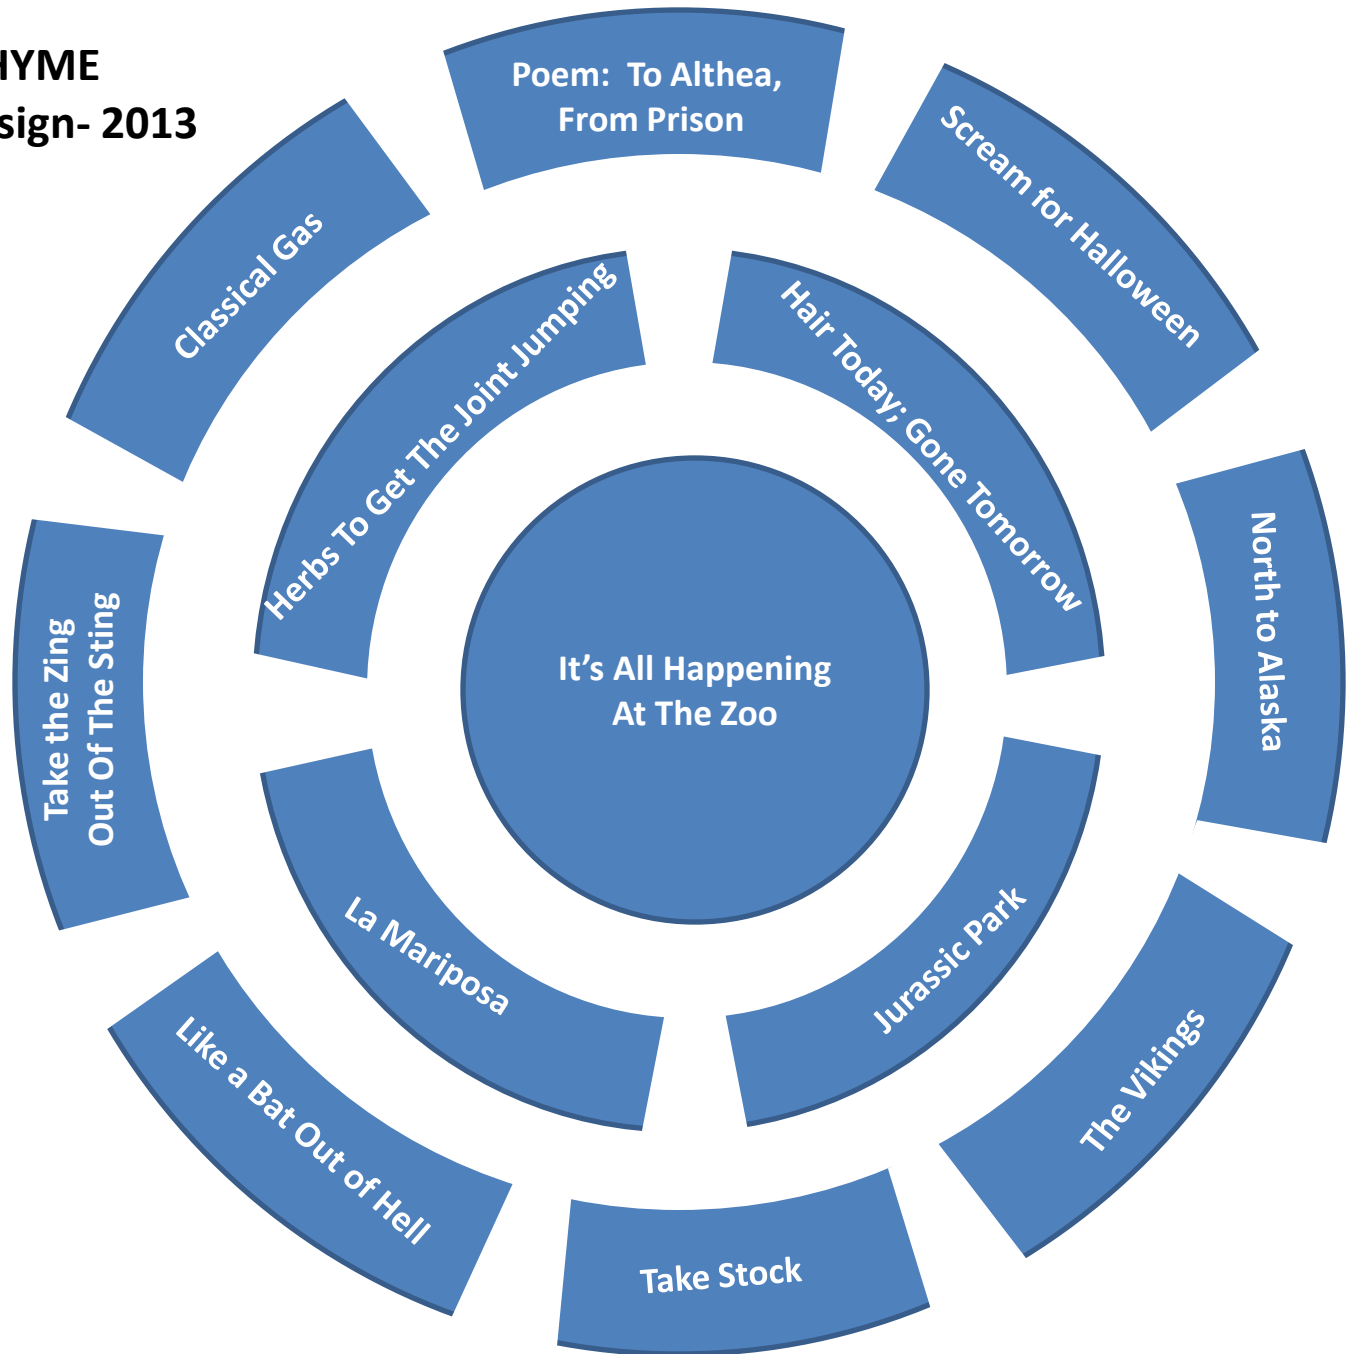 HYME
sign- 2013
Poem:  To Althea,
From Prison
Scream for Halloween
North to Alaska
The Vikings
Take Stock
Like a Bat Out of Hell
Take the Zing
Out Of The Sting
Classical Gas
Herbs To Get The Joint Jumping
Hair Today; Gone Tomorrow
Jurassic Park
La Mariposa
It's All Happening
At The Zoo